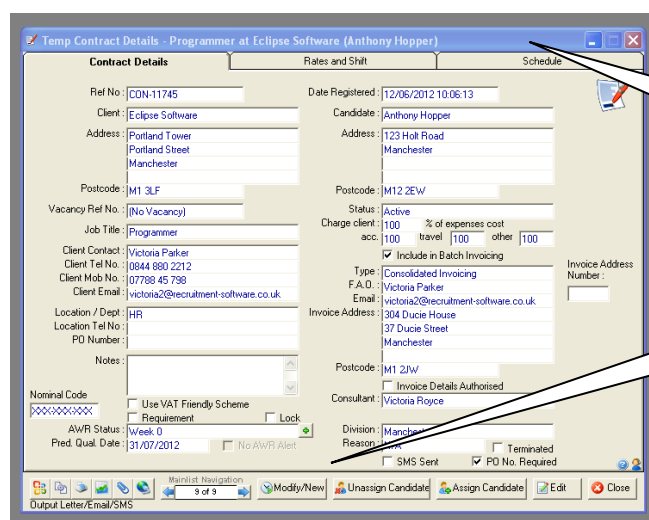 Temp Contract Details - Programmer at Eclipse Software (Anthony Hopper)
Contract Details Rates and Shift Schedule
Ref No : CON-11745 Date Registered : 12/06/2012 10:06:13
Client : Eclipse Software Candidate : Anthony Hopper
Address : Portland Tower Address : 123 Holt Road
Portland Street Manchester
Manchester
Postcode : M1 3LF Postcode : M12 2EW
Vacancy Ref No. : (No Vacancy) Status : Active
Charge client : 100 % of expenses cost
Job Title : Programmer acc. 100 travel 100 other 100
Include in Batch Invoicing
Client Contact : Victoria Parker
Client Tel No. : 0844 880 2212 Type : Consolidated Invoicing Invoice Address Number :
Client Mob No. : 07788 45 798 F.A.O. : Victoria Parker
Client Email : victoria2@recruitment-software.co.uk Email : victoria2@recruitment-software.co.uk
Location / Dept : HR Invoice Address : 304 Ducie House
Location Tel No : 37 Ducie Street
PO Number : Manchester
Notes : Postcode : M1 2JW
Invoice Details Authorised
Nominal Code Use VAT Friendly Scheme Consultant : Victoria Royce
XXX-XXX-XXX Requirement Lock
AWR Status : Week 0 Division : Manchester
Pred. Qual. Date : 31/07/2012 No AWR Alert Reason : N/A Terminated
SMS Sent PO No. Required
Mainlist Navigation
9 of 9 Modify/New Unassign Candidate Assign Candidate Edit Close
Output Letter/Email/SMS